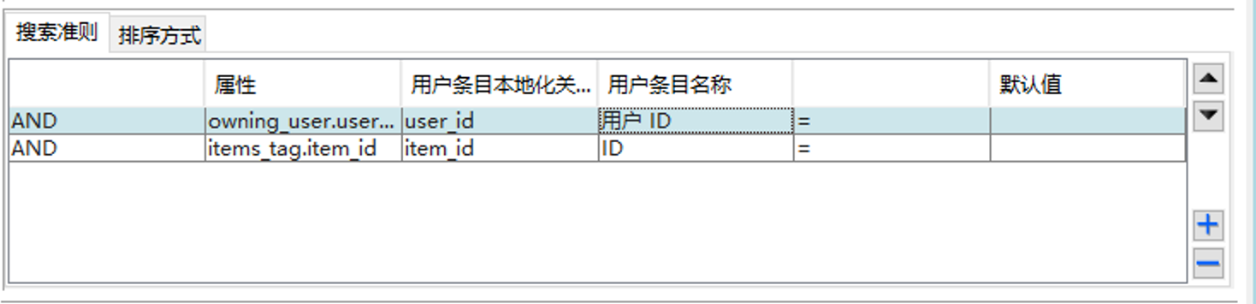 搜索准则 排序方式
属性 用户条目本地化关... 用户条目名称 默认值
AND owning_user.user... user_id 用户 ID =
AND items_tag.item_id item_id ID =